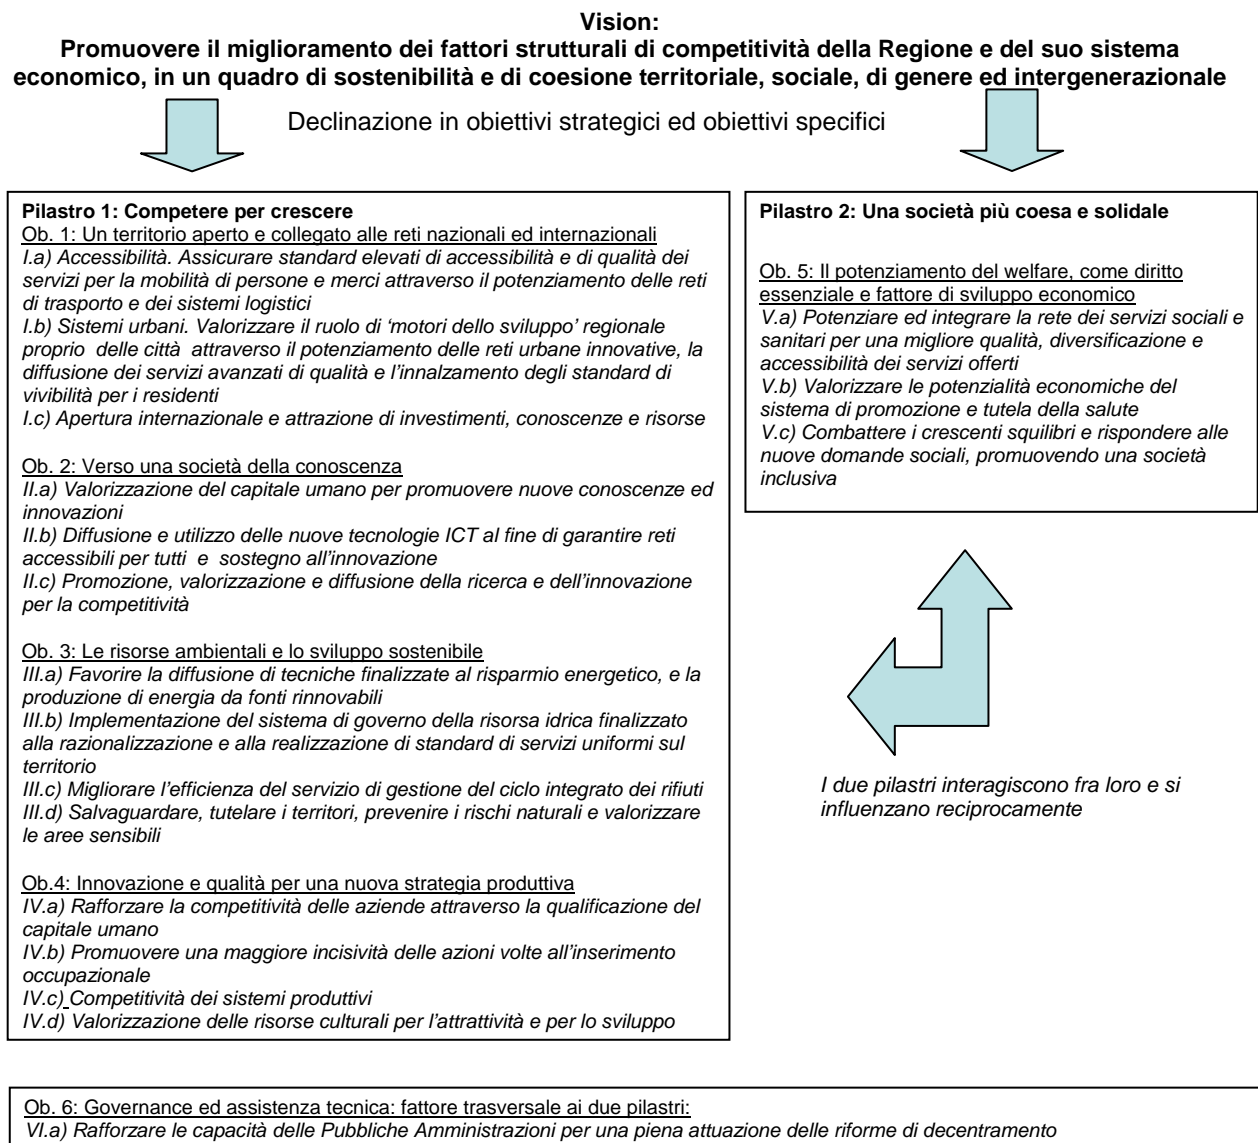 Vision:
Promuovere il miglioramento dei fattori strutturali di competitività della Regione e del suo sistema
economico, in un quadro di sostenibilità e di coesione territoriale, sociale, di genere ed intergenerazionale
Declinazione in obiettivi strategici ed obiettivi specifici
Pilastro 1: Competere per crescere
Ob. 1: Un territorio aperto e collegato alle reti nazionali ed internazionali
I.a) Accessibilità. Assicurare standard elevati di accessibilità e di qualità dei
servizi per la mobilità di persone e merci attraverso il potenziamento delle reti
di trasporto e dei sistemi logistici
I.b) Sistemi urbani. Valorizzare il ruolo di ‘motori dello sviluppo’ regionale
proprio delle città attraverso il potenziamento delle reti urbane innovative, la
diffusione dei servizi avanzati di qualità e l’innalzamento degli standard di
vivibilità per i residenti
I.c) Apertura internazionale e attrazione di investimenti, conoscenze e risorse
Ob. 2: Verso una società della conoscenza
II.a) Valorizzazione del capitale umano per promuovere nuove conoscenze ed
innovazioni
II.b) Diffusione e utilizzo delle nuove tecnologie ICT al fine di garantire reti
accessibili per tutti e sostegno all’innovazione
II.c) Promozione, valorizzazione e diffusione della ricerca e dell’innovazione
per la competitività
Ob. 3: Le risorse ambientali e lo sviluppo sostenibile
III.a) Favorire la diffusione di tecniche finalizzate al risparmio energetico, e la
produzione di energia da fonti rinnovabili
III.b) Implementazione del sistema di governo della risorsa idrica finalizzato
alla razionalizzazione e alla realizzazione di standard di servizi uniformi sul
territorio
III.c) Migliorare l’efficienza del servizio di gestione del ciclo integrato dei rifiuti
III.d) Salvaguardare, tutelare i territori, prevenire i rischi naturali e valorizzare
le aree sensibili
Ob.4: Innovazione e qualità per una nuova strategia produttiva
IV.a) Rafforzare la competitività delle aziende attraverso la qualificazione del
capitale umano
IV.b) Promuovere una maggiore incisività delle azioni volte all’inserimento
occupazionale
IV.c) Competitività dei sistemi produttivi
IV.d) Valorizzazione delle risorse culturali per l’attrattività e per lo sviluppo
Pilastro 2: Una società più coesa e solidale
Ob. 5: Il potenziamento del welfare, come diritto
essenziale e fattore di sviluppo economico
V.a) Potenziare ed integrare la rete dei servizi sociali e
sanitari per una migliore qualità, diversificazione e
accessibilità dei servizi offerti
V.b) Valorizzare le potenzialità economiche del
sistema di promozione e tutela della salute
V.c) Combattere i crescenti squilibri e rispondere alle
nuove domande sociali, promuovendo una società
inclusiva
I due pilastri interagiscono fra loro e si
influenzano reciprocamente
Ob. 6: Governance ed assistenza tecnica: fattore trasversale ai due pilastri:
VI.a) Rafforzare le capacità delle Pubbliche Amministrazioni per una piena attuazione delle riforme di decentramento